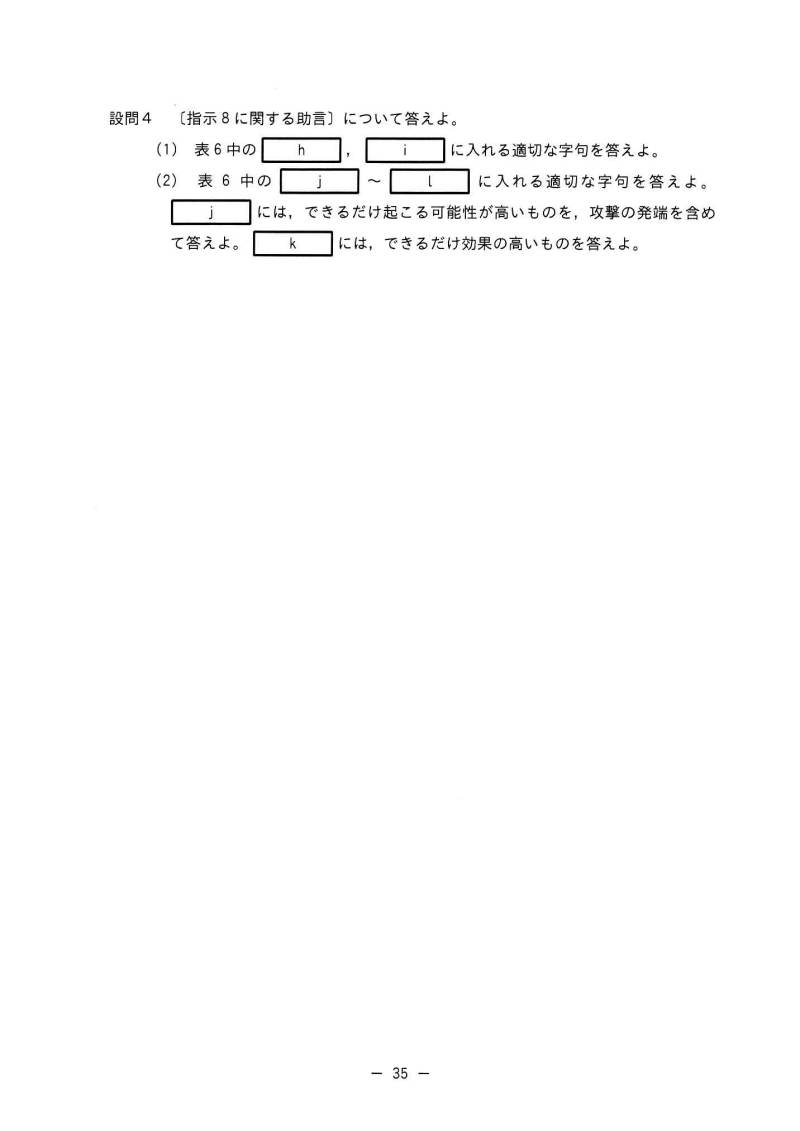 設問４　〔指示８に関する助言〕について答えよ。
(1)　表６中の h ， i に入れる適切な字句を答えよ。
(2)　表 ６ 中の j ～ l に入れる適切な字句を答えよ。
j には，できるだけ起こる可能性が高いものを，攻撃の発端を含め
て答えよ。 k には，できるだけ効果の高いものを答えよ。
－ 35 －